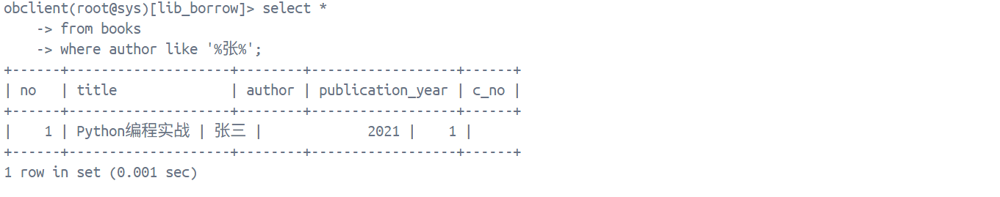 obclient(root@sys)[lib_borrow]> select *
    -> from books
    -> where author like '%张%';
+------+--------------------+--------+------------------+------+
| no   | title              | author | publication_year | c_no |
+------+--------------------+--------+------------------+------+
|    1 | Python编程实战 | 张三 |             2021 |    1 |
+------+--------------------+--------+------------------+------+
1 row in set (0.001 sec)